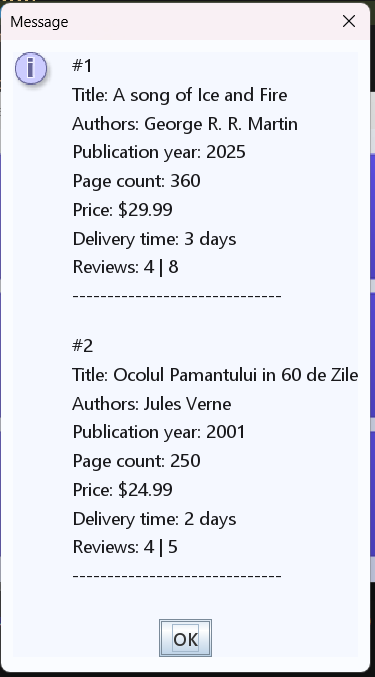 Message
#1
Title: A song of Ice and Fire
Authors: George R. R. Martin
Publication year: 2025
Page count: 360
Price: $29.99
Delivery time: 3 days
Reviews: 4 | 8
------------------------------
#2
Title: Ocolul Pamantului in 60 de Zile
Authors: Jules Verne
Publication year: 2001
Page count: 250
Price: $24.99
Delivery time: 2 days
Reviews: 4 | 5
------------------------------
OK